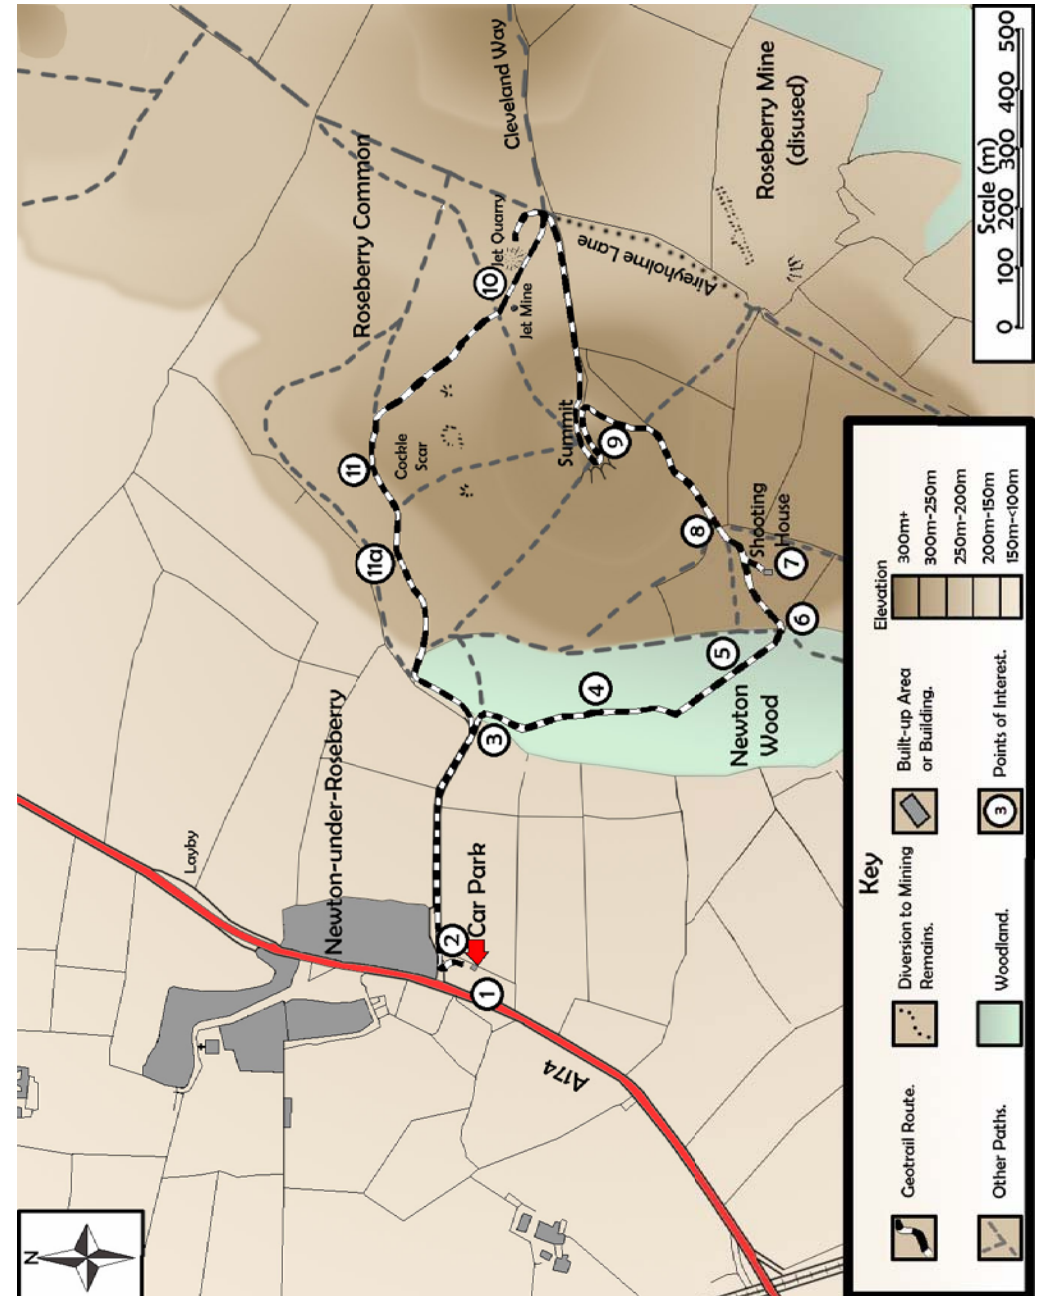 N
Layby
Newton-under-Roseberry
A174
1
2
Car Park
3
4
5
6
7
Newton
Wood
Shooting
House
8
9
Summit
10
Jet Mine
Jet Quarry
11
11a
Cockle
Scar
Roseberry Common
Cleveland Way
Aireyholme Lane
Roseberry Mine
(disused)
Key
Geotrail Route.
Diversion to Mining
Remains.
Built-up Area
or Building.
Other Paths.
Woodland.
3
Points of Interest.
Elevation
300m+
300m-250m
250m-200m
200m-150m
150m-<100m
0 100 200 300 400 500
Scale (m)